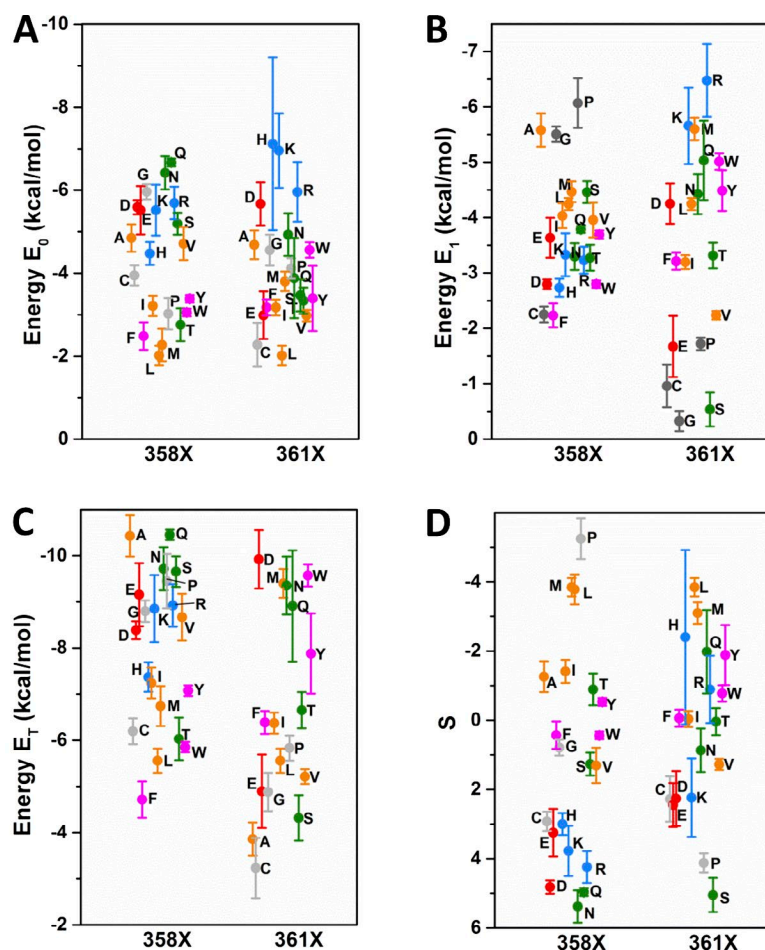 A
Energy E0 (kcal/mol)
-10
-8
-6
-4
-2
0
Q
G
N
D
E
K
R
S
A
H
V
C
I
P
Y
W
F
T
M
L
H
K
D
R
N
A
G
W
P
M
Q
F
S
Y
E
I
V
C
L
358X
361X
B
Energy E1 (kcal/mol)
-7
-6
-5
-4
-3
-2
-1
0
P
A
G
M
S
L
I
V
Q
Y
E
K
N
T
R
D
H
W
C
F
R
K
M
Q
W
N
Y
D
L
T
F
I
V
E
P
C
S
G
358X
361X
C
Energy ET (kcal/mol)
-10
-8
-6
-4
-2
A
Q
N
S
P
E
G
K
R
V
D
H
I
Y
M
C
T
W
L
F
D
W
M
N
Q
Y
T
F
I
P
L
V
E
G
S
A
C
358X
361X
D
S
-4
-2
0
2
4
6
P
M
L
I
A
T
Y
F
W
G
S
V
C
H
E
K
R
D
Q
N
L
M
H
Q
Y
R
W
F
I
T
N
V
C
D
K
E
P
S
358X
361X